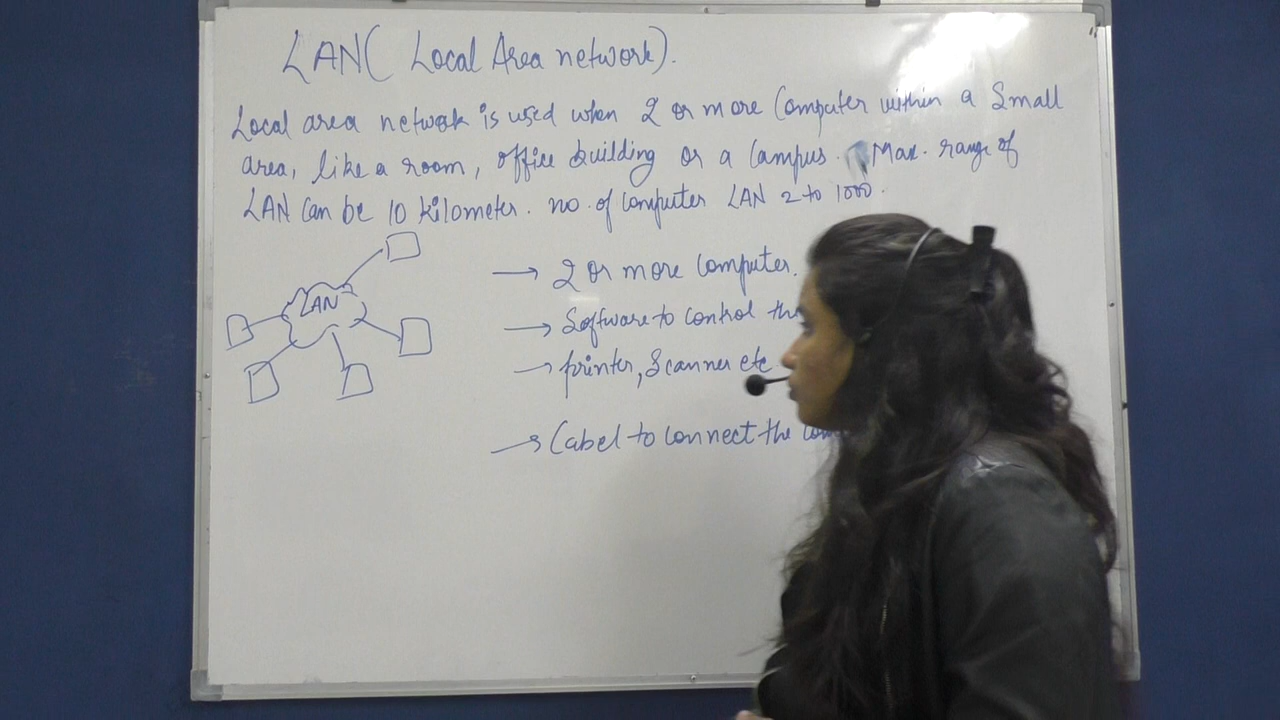 LAN( Local Area network).
Local area network is used when 2 or more Computer within a Small
area, like a room, office building or a Campus. Max. range of
LAN Can be 10 kilometer. no. of Computer LAN 2 to 1000.
LAN
→ 2 or more Computer.
→ Software to control the
→ printer, Scanner etc
→ Cabel to connect the